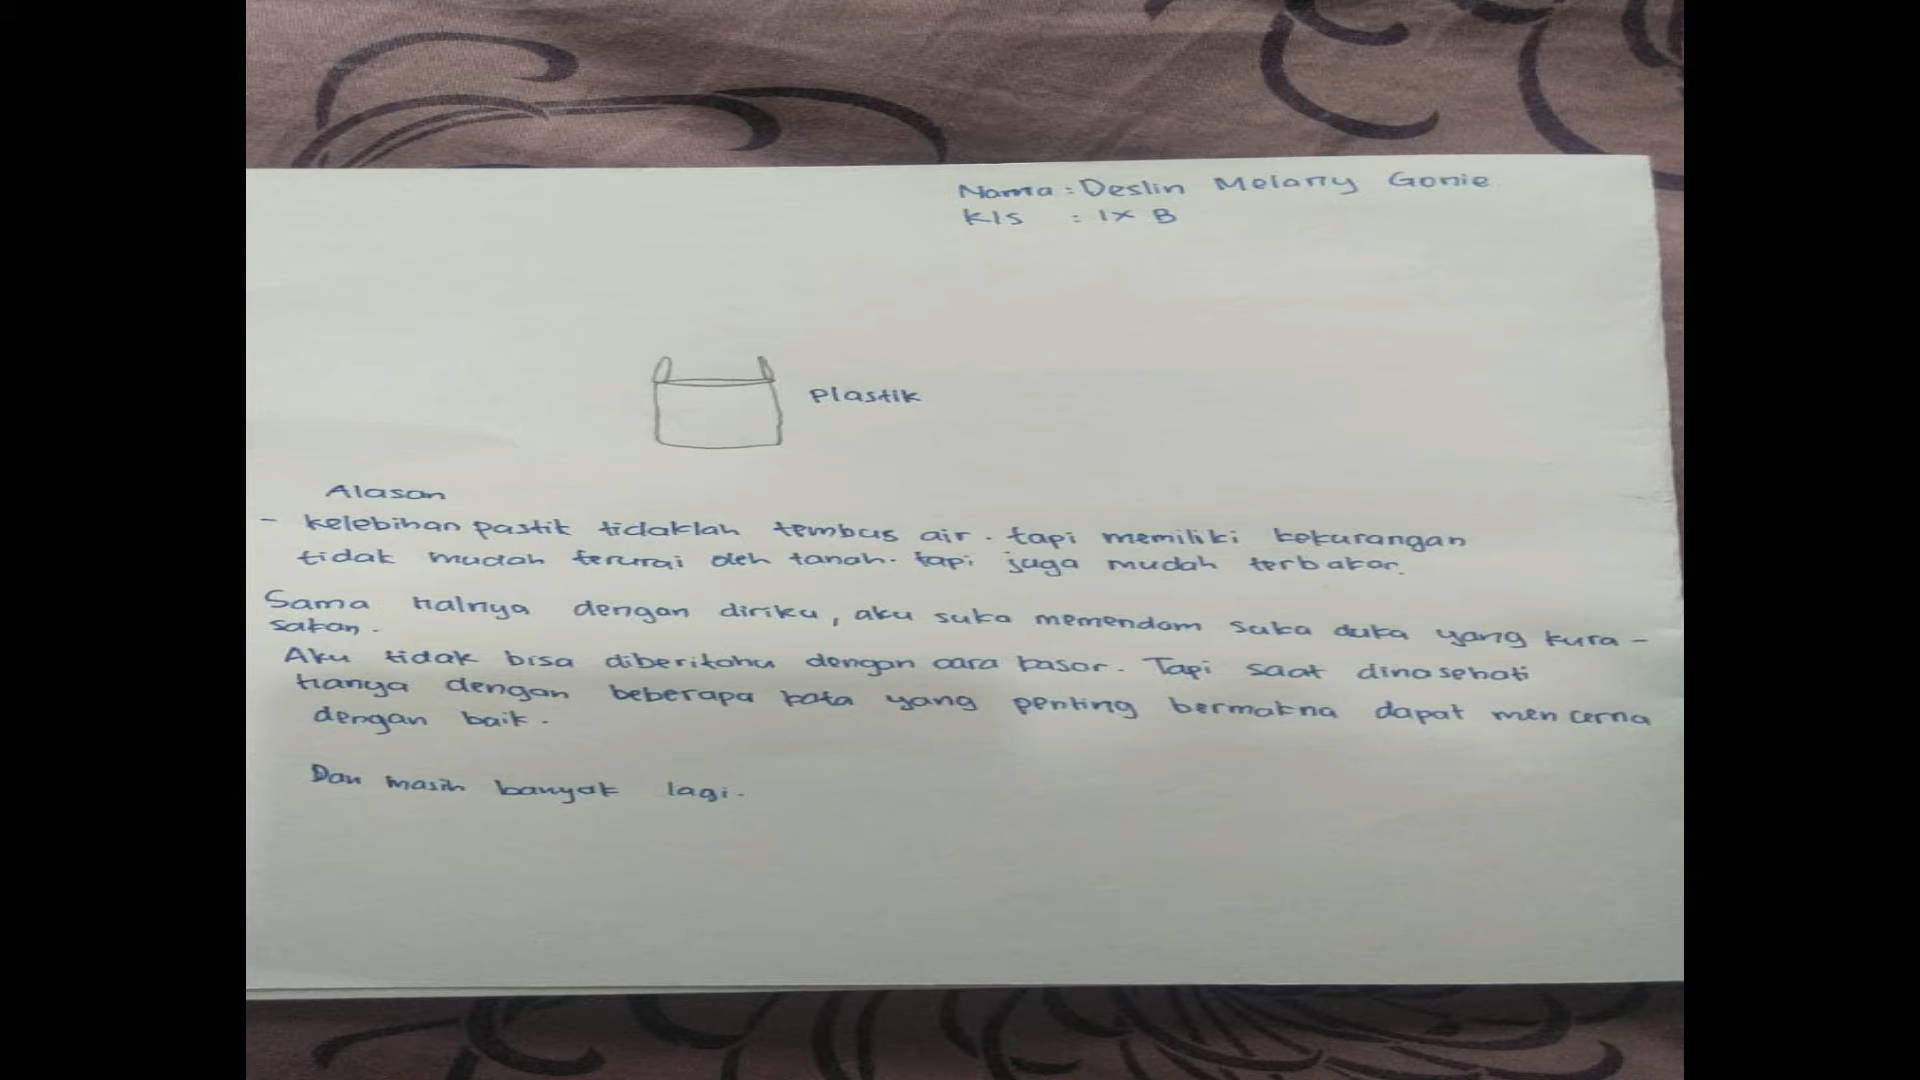 Nama : Deslin Melanny Gonie
Kls : IX B
Plastik
Alasan
- kelebihan pastik tidaklah tembus air. tapi memiliki kekurangan
tidak mudah terurai oleh tanah. tapi juga mudah terbakar.
Sama halnya dengan diriku, aku suka memendam suka duka yang kura-
sakan.
Aku tidak bisa diberitahu dengan cara kasar. Tapi saat dinasehati
hanya dengan beberapa kata yang penting bermakna dapat mencerna
dengan baik.
Dan masih banyak lagi.